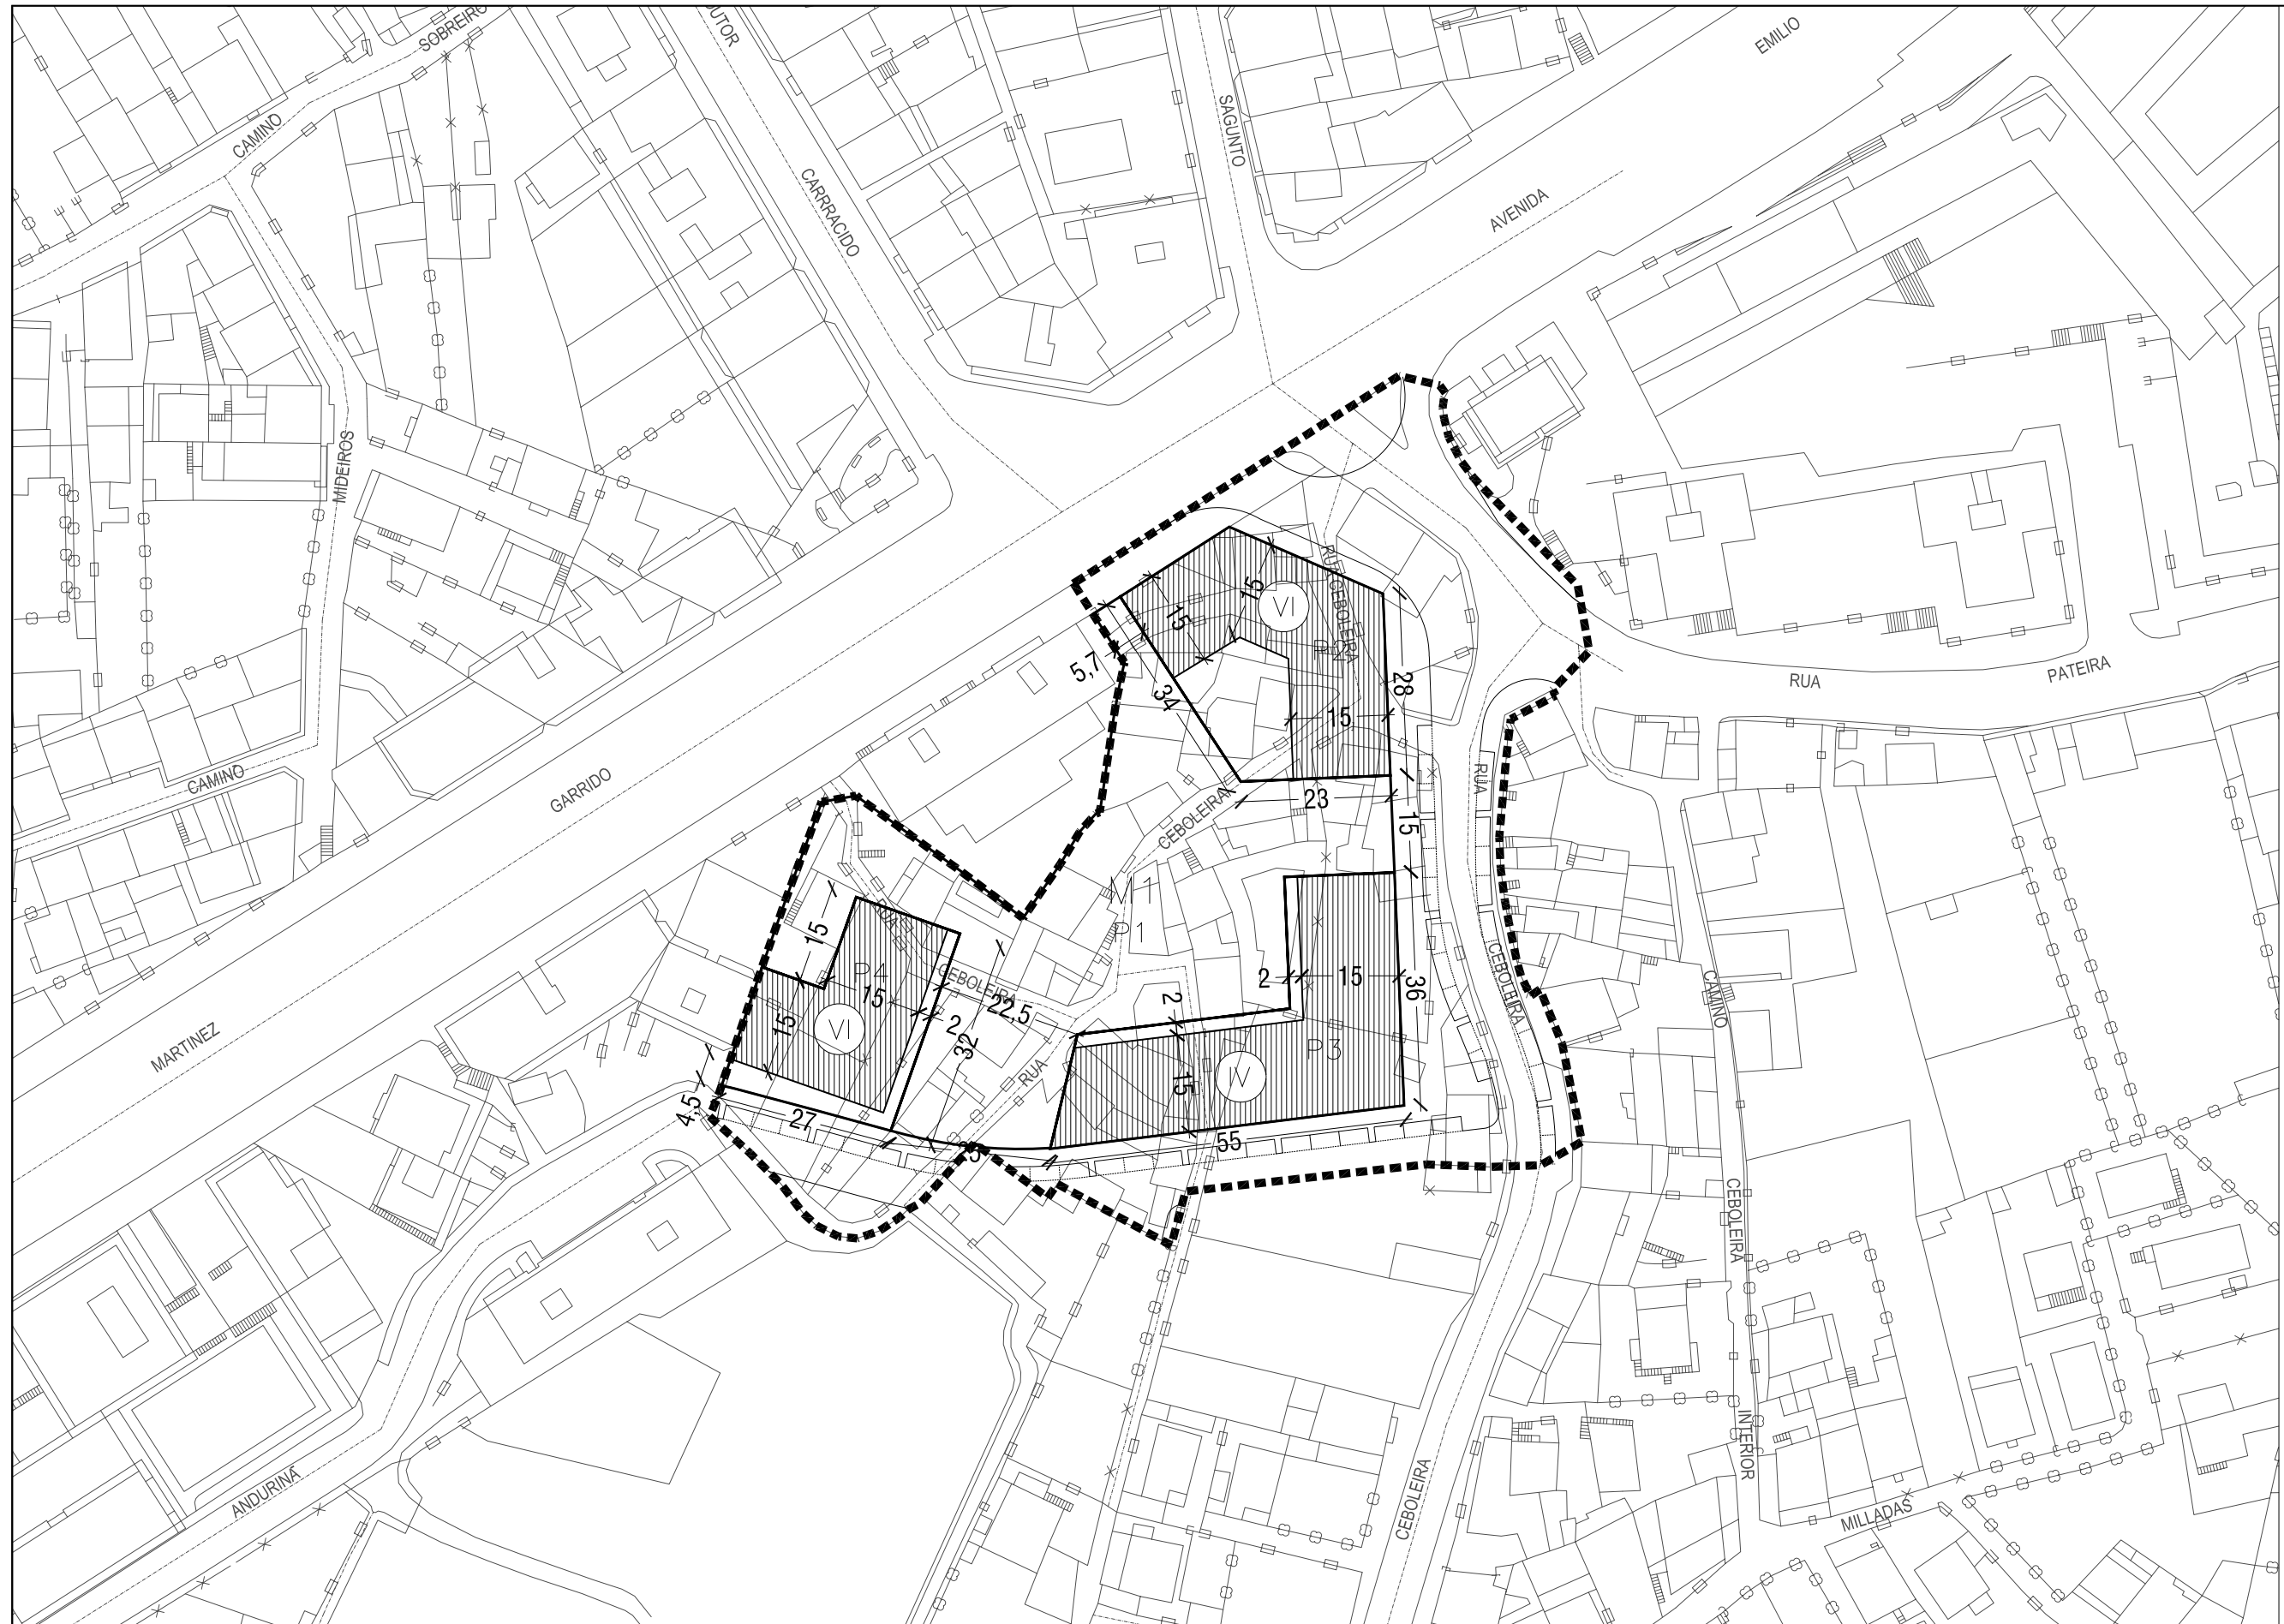 SOBREIRO
OUTOR
EMILIO
CAMINO
SAGUNTO
CARRACIDO
AVENIDA
MIDEIROS
RUA CEBOLEIRA
15
VI
15
5,7
34
28
15
RUA
PATEIRA
CAMINO
GARRIDO
RUA
23
15
CEBOLEIRA
M1
P1
15
P4
CEBOLEIRA
15
22,5
2
15
36
2
CEBOLEIRA
CAMINO
15
VI
2
32
RUA
P3
IV
15
MARTINEZ
4,5
27
55
CEBOLEIRA
INTERIOR
ANDURIÑA
CEBOLEIRA
MILLADAS